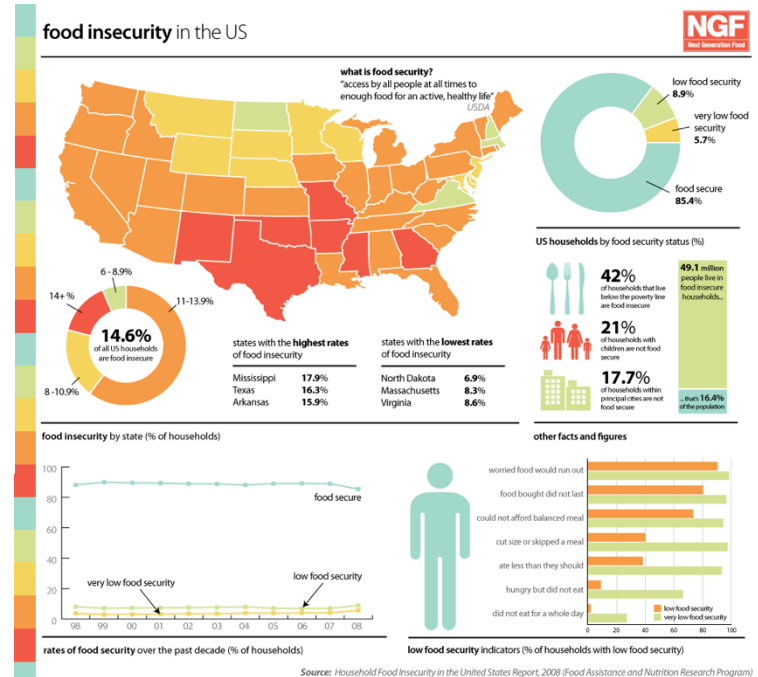 food insecurity in the US
NGF
Next Generation Food
what is food security?
"access by all people at all times to
enough food for an active, healthy life"
USDA
low food security
8.9%
very low food
security
5.7%
food secure
85.4%
US households by food security status (%)
6 - 8.9%
14+ %
11-13.9%
14.6%
of all US households
are food insecure
8 -10.9%
states with the highest rates
of food insecurity
Mississippi 17.9%
Texas 16.3%
Arkansas 15.9%
states with the lowest rates
of food insecurity
North Dakota 6.9%
Massachusetts 8.3%
Virginia 8.6%
food insecurity by state (% of households)
42%
of households that live
below the poverty line
are food insecure
21%
of households with
children are not food
secure
17.7%
of households within
principal cities are not
food secure
49.1 million
people live in
food insecure
households...
... that's 16.4%
of the population
other facts and figures
100
80
60
40
20
0
food secure
very low food security
low food security
98 99 00 01 02 03 04 05 06 07 08
rates of food security over the past decade (% of households)
worried food would run out
food bought did not last
could not afford balanced meal
cut size or skipped a meal
ate less than they should
hungry but did not eat
did not eat for a whole day
low food security
very low food security
0 20 40 60 80 100
low food security indicators (% of households with low food security)
Source: Household Food Insecurity in the United States Report, 2008 (Food Assistance and Nutrition Research Program)